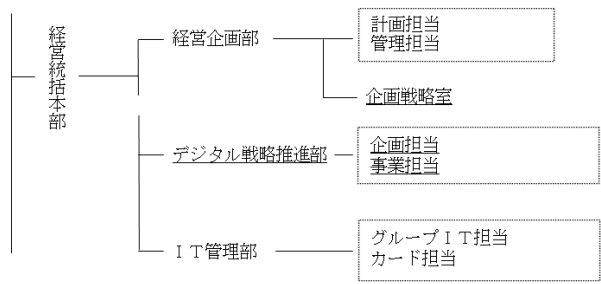 経営統括本部
経営企画部
計画担当
管理担当
企画戦略室
デジタル戦略推進部
企画担当
事業担当
ＩＴ管理部
グループＩＴ担当
カード担当